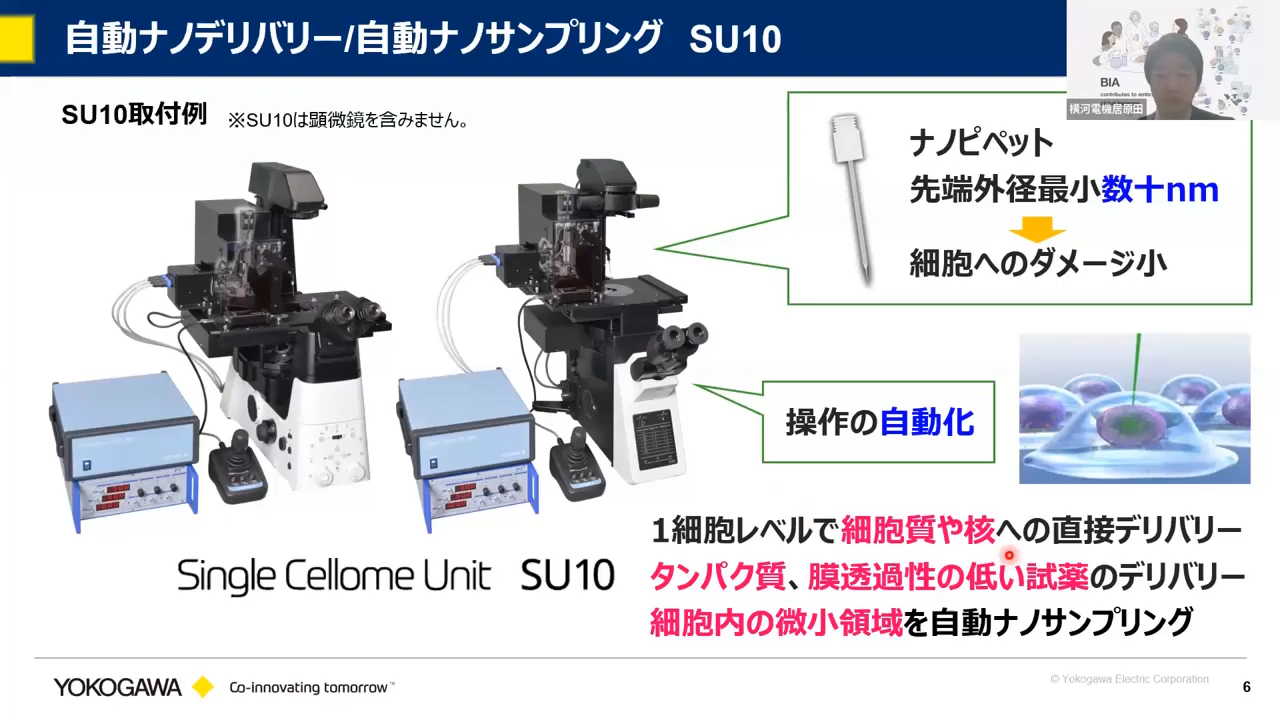 自動ナノデリバリー/自動ナノサンプリング SU10
BIA
contributes to
横河電機居原田
SU10取付例 ※SU10は顕微鏡を含みません。
ナノピペット
先端外径最小数十nm
細胞へのダメージ小
操作の自動化
1細胞レベルで細胞質や核への直接デリバリー
タンパク質、膜透過性の低い試薬のデリバリー
細胞内の微小領域を自動ナノサンプリング
Single Cellome Unit SU10
YOKOGAWA Co-innovating tomorrow™
© Yokogawa Electric Corporation
6